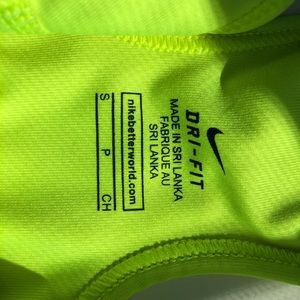 DRI-FIT
MADE IN SRI LANKA
FABRIQUE AU
SRI LANKA
nikebetterworld.com
S P CH